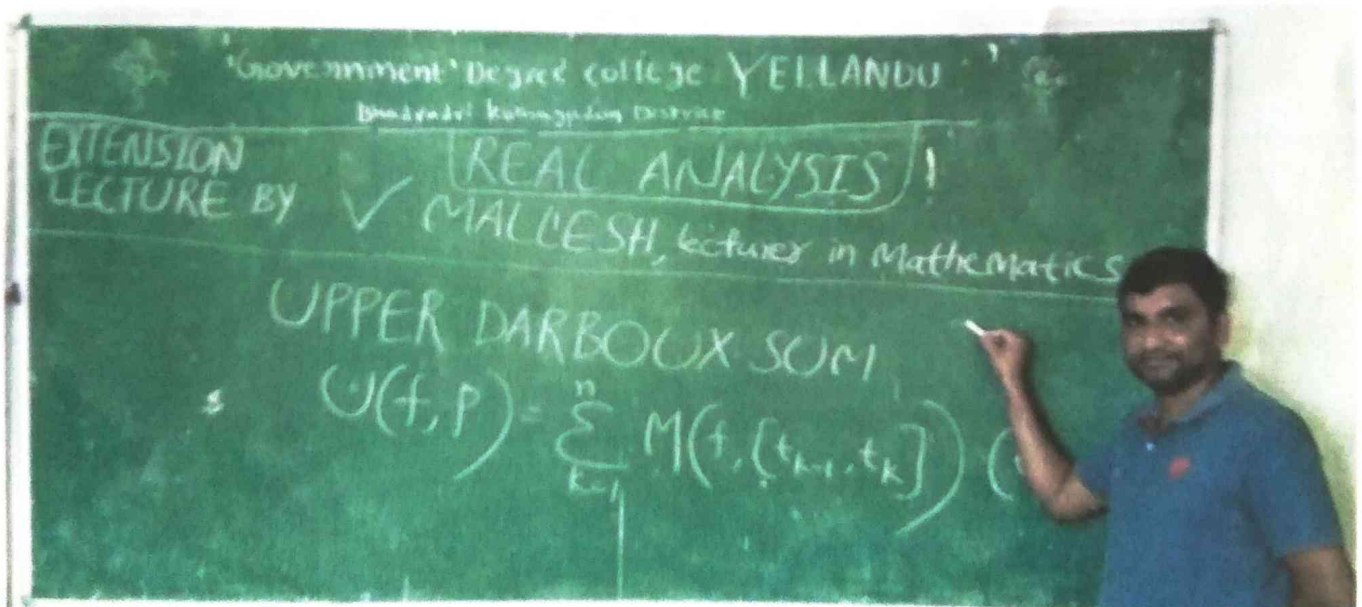 'Government' Degree college YELLANDU'
Bhadradri Kothagudem District
EXTENSION
LECTURE BY
REAL ANALYSIS!
V MALLESH, lecturer in Mathematics
UPPER DARBOUX SUM
U(f,P) = n∑k=1 M(f,[tk-1,tk]) (